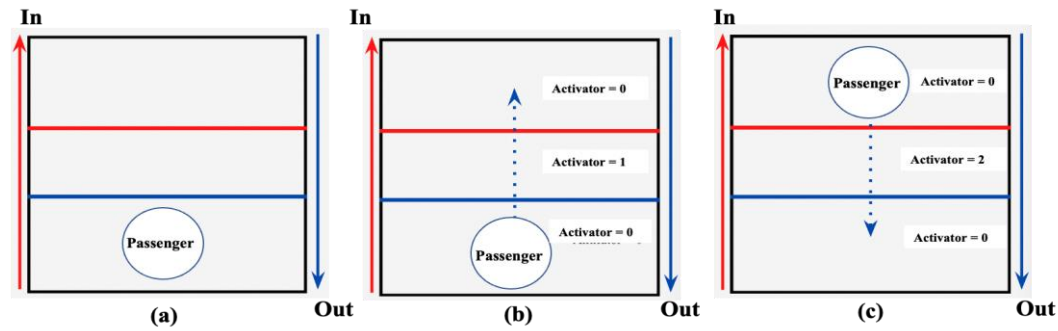 In
Passenger
Out
(a)
In
Activator = 0
Activator = 1
Activator = 0
Passenger
Out
(b)
In
Passenger
Activator = 0
Activator = 2
Activator = 0
Out
(c)